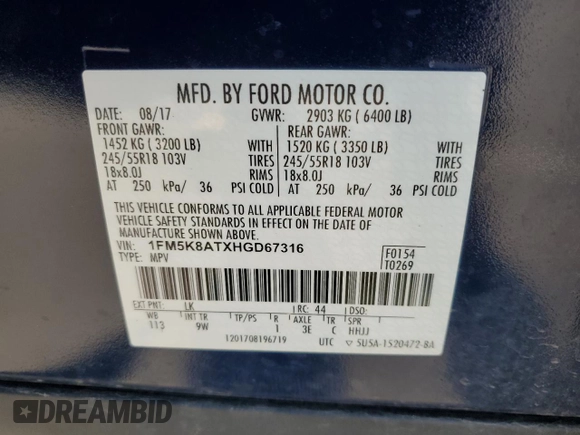 MFD. BY FORD MOTOR CO.
DATE: 08/17 GVWR: 2903 KG ( 6400 LB)
FRONT GAWR: REAR GAWR:
1452 KG ( 3200 LB) 1520 KG ( 3350 LB)
245/55R18 103V TIRES 245/55R18 103V TIRES
18x8.0J RIMS 18x8.0J RIMS
AT 250 kPa/ 36 PSI COLD AT 250 kPa/ 36 PSI COLD
THIS VEHICLE CONFORMS TO ALL APPLICABLE FEDERAL MOTOR
VEHICLE SAFETY STANDARDS IN EFFECT ON THE DATE OF
MANUFACTURE SHOWN ABOVE.
VIN: 1FM5K8ATXHGD67316 F0154
TYPE: MPV T0269
EXT PNT: LK RC: 44 DSO:
WB INT TR TP/PS R AXLE TR SPR
113 9W 1 3E C HHJJ
1201708196719 UTC ▽ 5USA-1520472-BA
DREAMBID